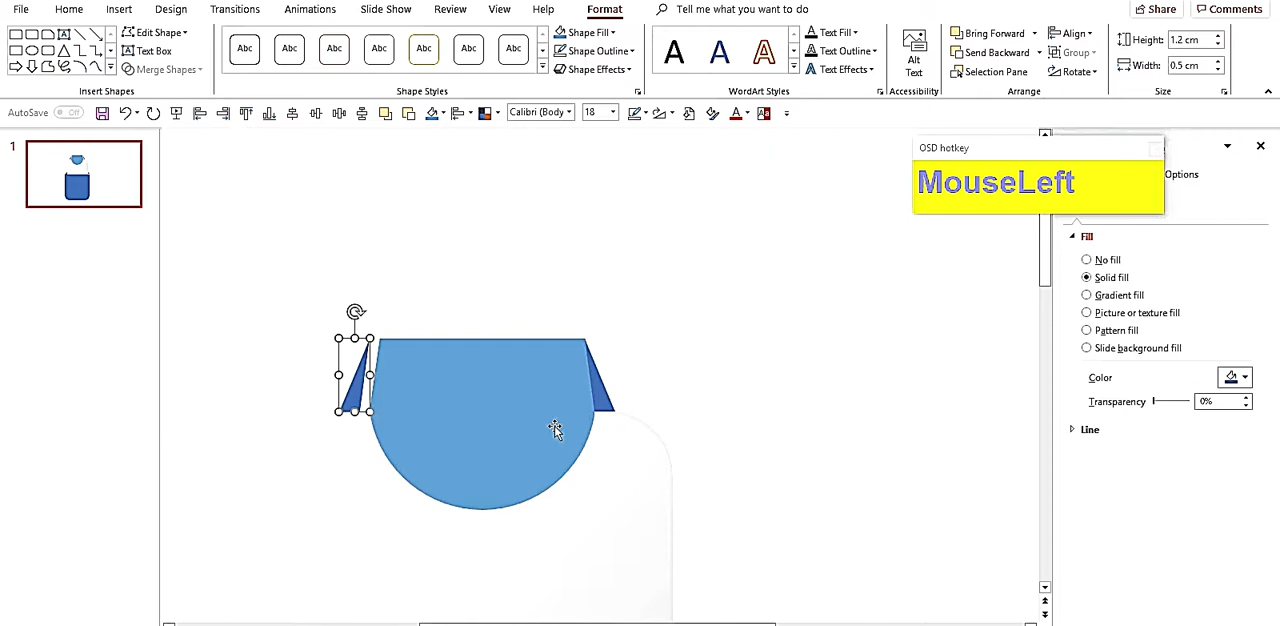 File Home Insert Design Transitions Animations Slide Show Review View Help Format Tell me what you want to do Share Comments
Edit Shape
Text Box
Merge Shapes
Insert Shapes
Abc Abc Abc Abc Abc Abc Abc
Shape Fill
Shape Outline
Shape Effects
Shape Styles
A A A
Text Fill
Text Outline
Text Effects
WordArt Styles
Alt
Text
Accessibility
Bring Forward
Send Backward
Selection Pane
Align
Group
Rotate
Arrange
Height: 1.2 cm
Width: 0.5 cm
Size
AutoSave Off
Calibri (Body 18
1
OSD hotkey
MouseLeft
Options
Fill
No fill
Solid fill
Gradient fill
Picture or texture fill
Pattern fill
Slide background fill
Color
Transparency 0%
Line